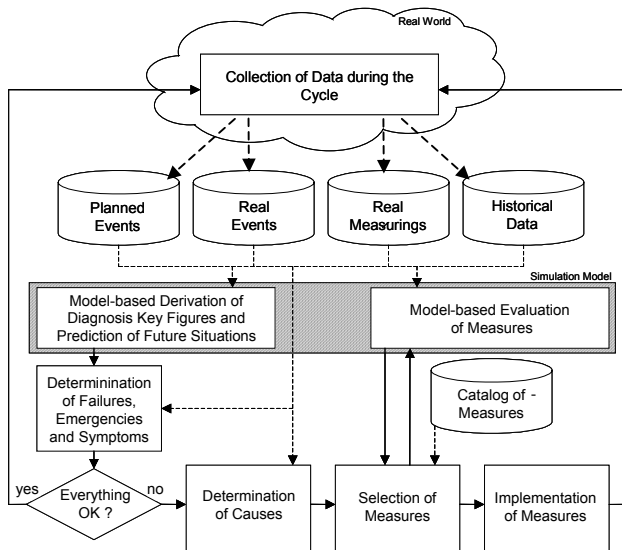 Real World
Collection of Data during the
Cycle
Planned
Events
Real
Events
Real
Measurings
Historical
Data
Simulation Model
Model-based Derivation of
Diagnosis Key Figures and
Prediction of Future Situations
Model-based Evaluation
of Measures
Determinination
of Failures,
Emergencies
and Symptoms
Catalog of -
Measures
yes
Everything
OK ?
no
Determination
of Causes
Selection of
Measures
Implementation
of Measures